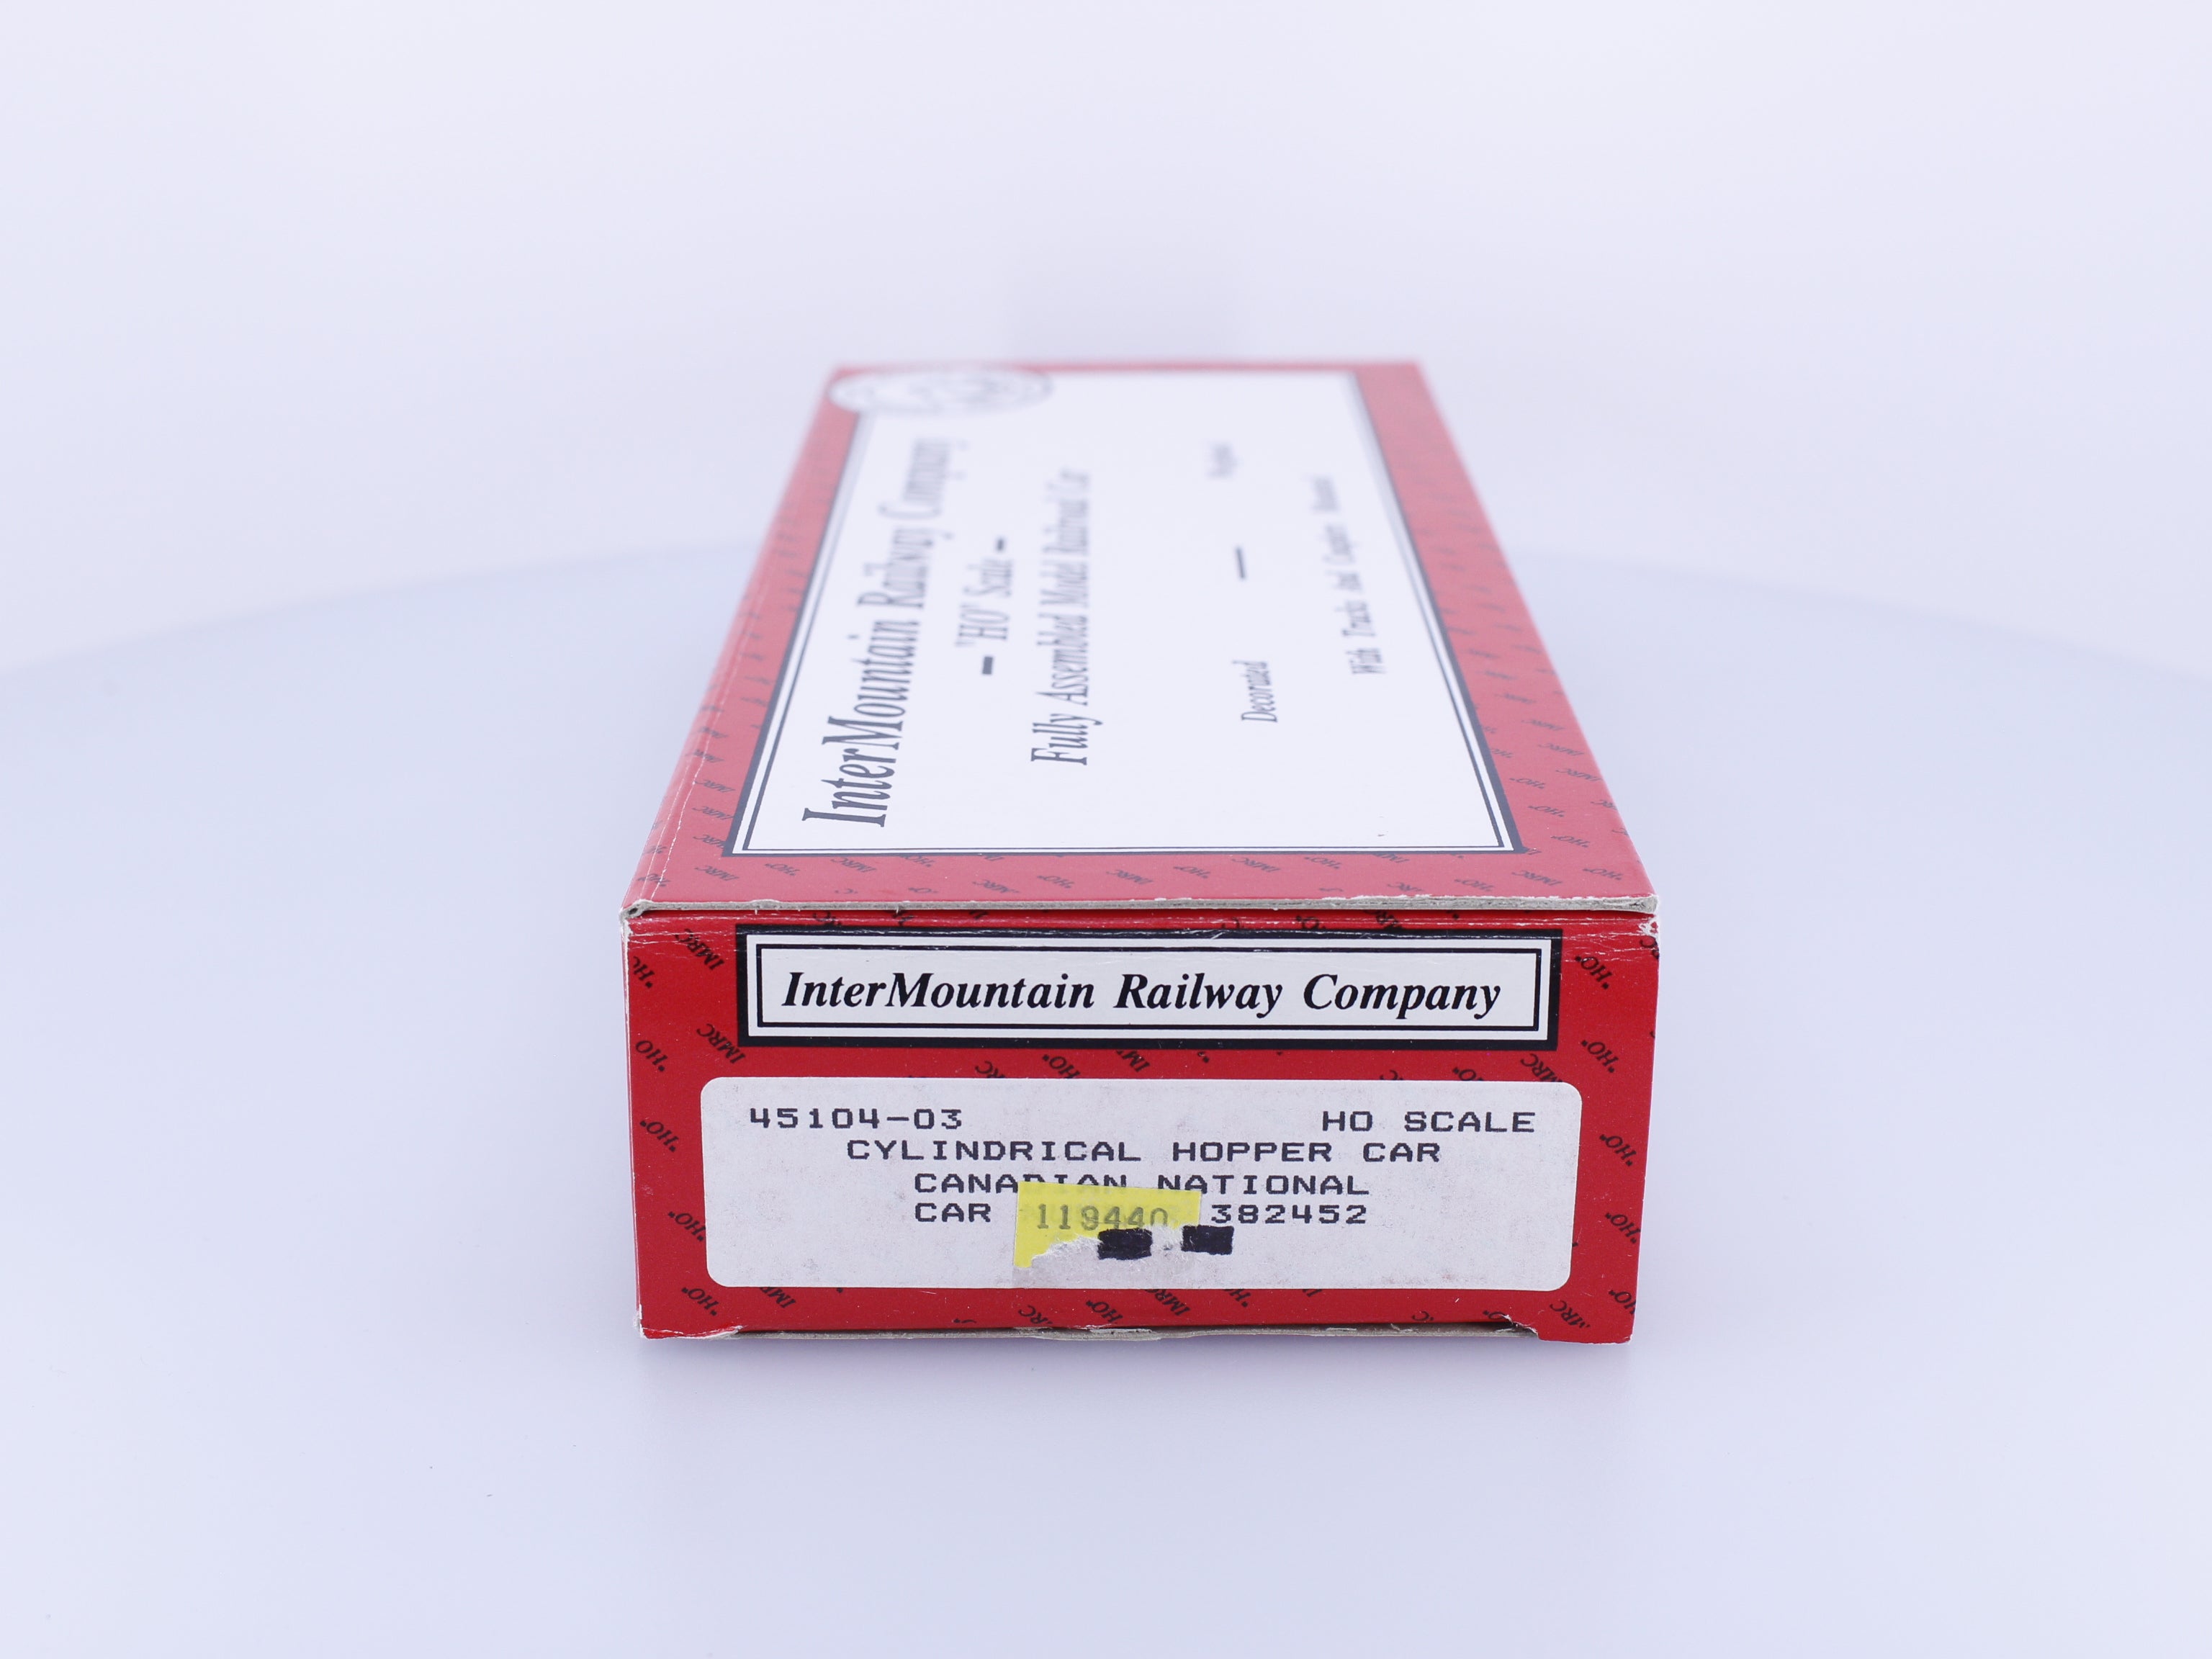 InterMountain Railway Company
- "HO" Scale -
Fully Assembled Model Railroad Car
Decorated
With Trucks And Couplers Mounted
InterMountain Railway Company
45104-03 HO SCALE
CYLINDRICAL HOPPER CAR
CANADIAN NATIONAL
CAR 119440 382452